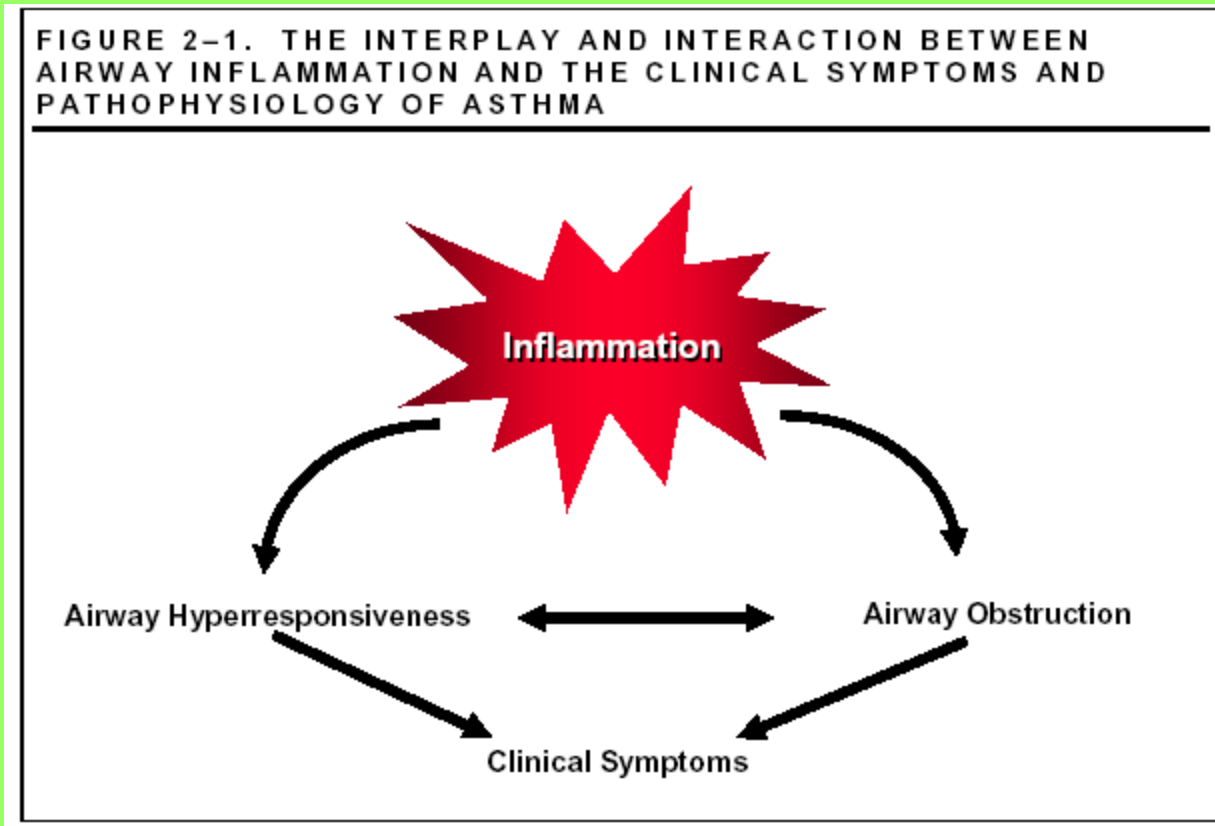 FIGURE 2–1. THE INTERPLAY AND INTERACTION BETWEEN
AIRWAY INFLAMMATION AND THE CLINICAL SYMPTOMS AND
PATHOPHYSIOLOGY OF ASTHMA
Inflammation
Airway Hyperresponsiveness
Airway Obstruction
Clinical Symptoms